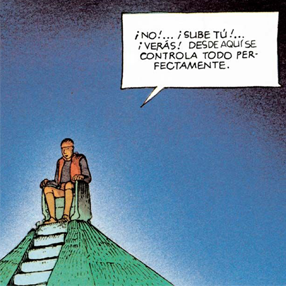 ¡NO!... ¡SUBE TÚ!...
¡VERÁS! DESDE AQUÍ SE
CONTROLA TODO PER-
FECTAMENTE.